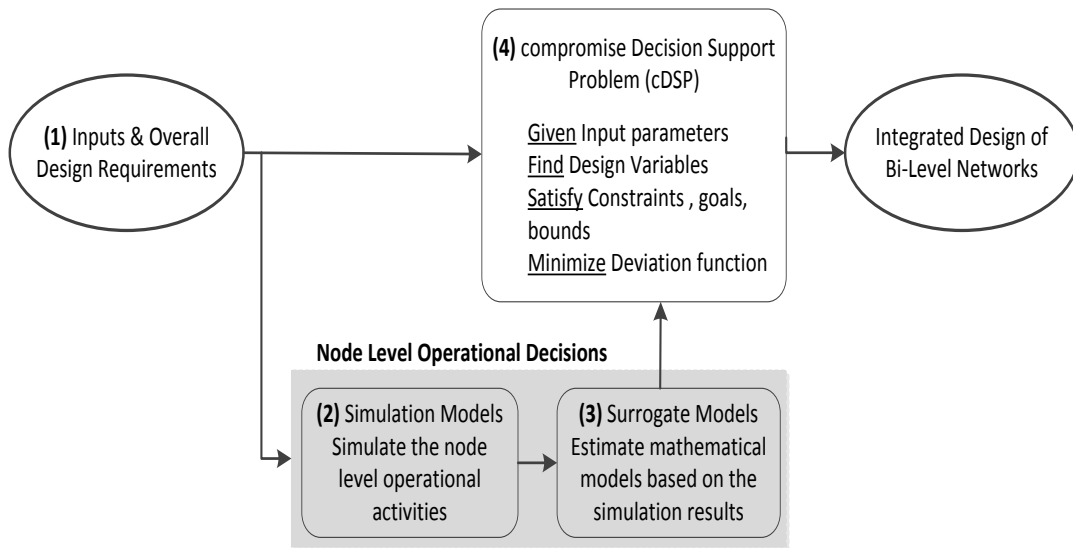 (1) Inputs & Overall
Design Requirements
(4) compromise Decision Support
Problem (cDSP)
Given Input parameters
Find Design Variables
Satisfy Constraints , goals,
bounds
Minimize Deviation function
Integrated Design of
Bi-Level Networks
Node Level Operational Decisions
(2) Simulation Models
Simulate the node
level operational
activities
(3) Surrogate Models
Estimate mathematical
models based on the
simulation results